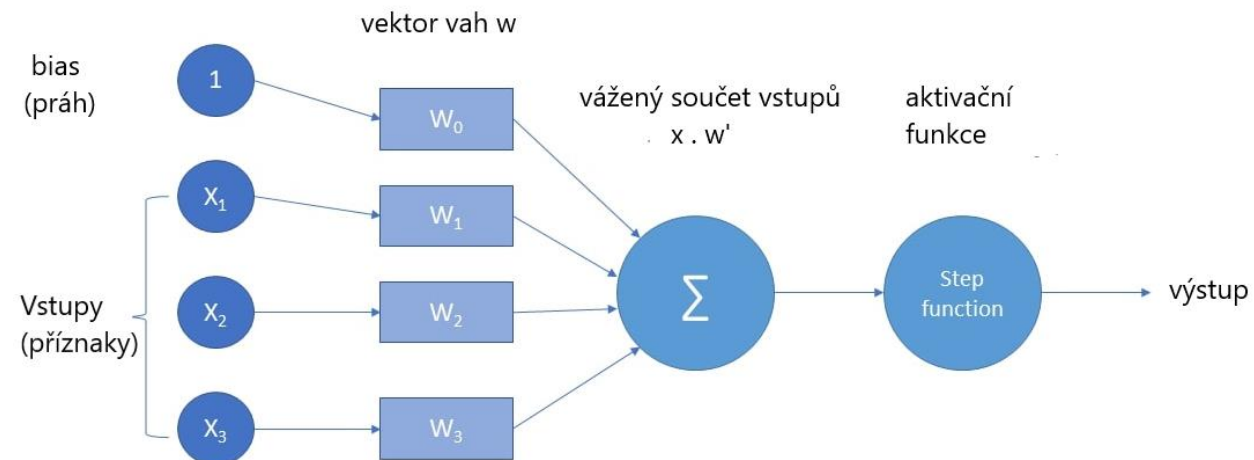 vektor vah w
bias
(práh)
1
W₀
vážený součet vstupů
x . w'
aktivační
funkce
X₁
W₁
Vstupy
(příznaky)
X₂
W₂
∑
Step
function
výstup
X₃
W₃